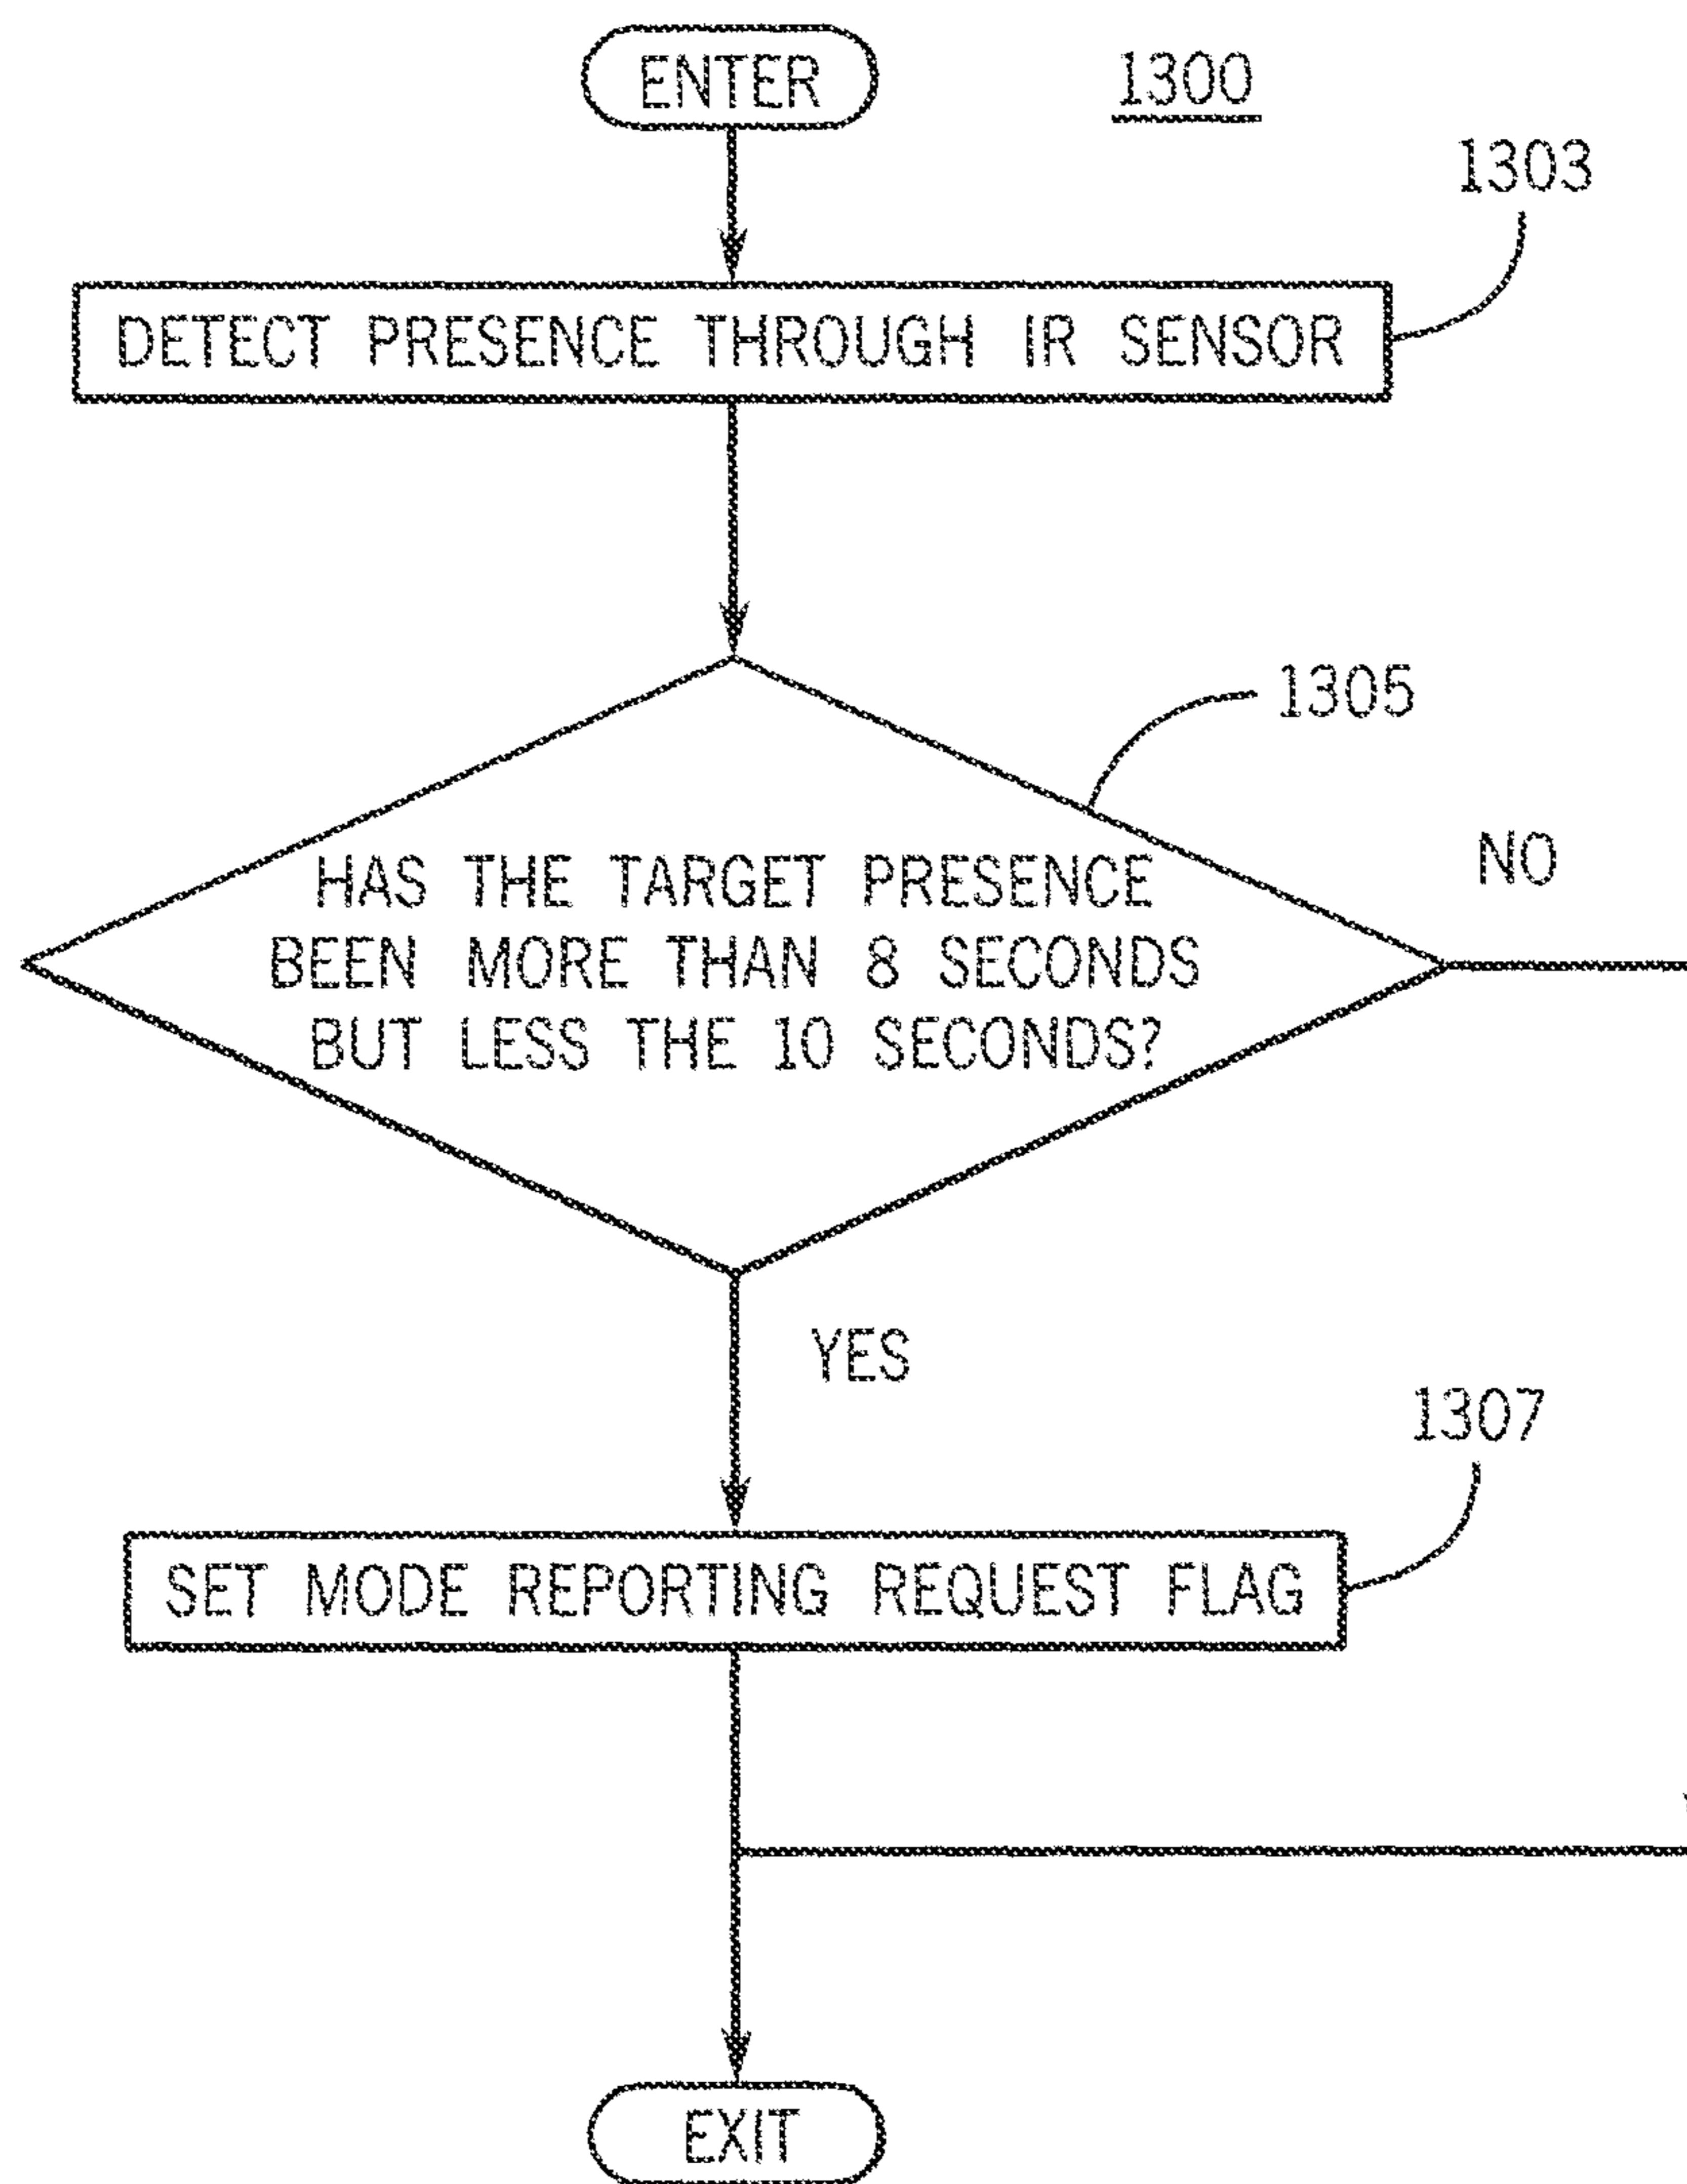 ENTER
1300
1303
DETECT PRESENCE THROUGH IR SENSOR
1305
HAS THE TARGET PRESENCE
BEEN MORE THAN 8 SECONDS
BUT LESS THE 10 SECONDS?
NO
YES
1307
SET MODE REPORTING REQUEST FLAG
EXIT